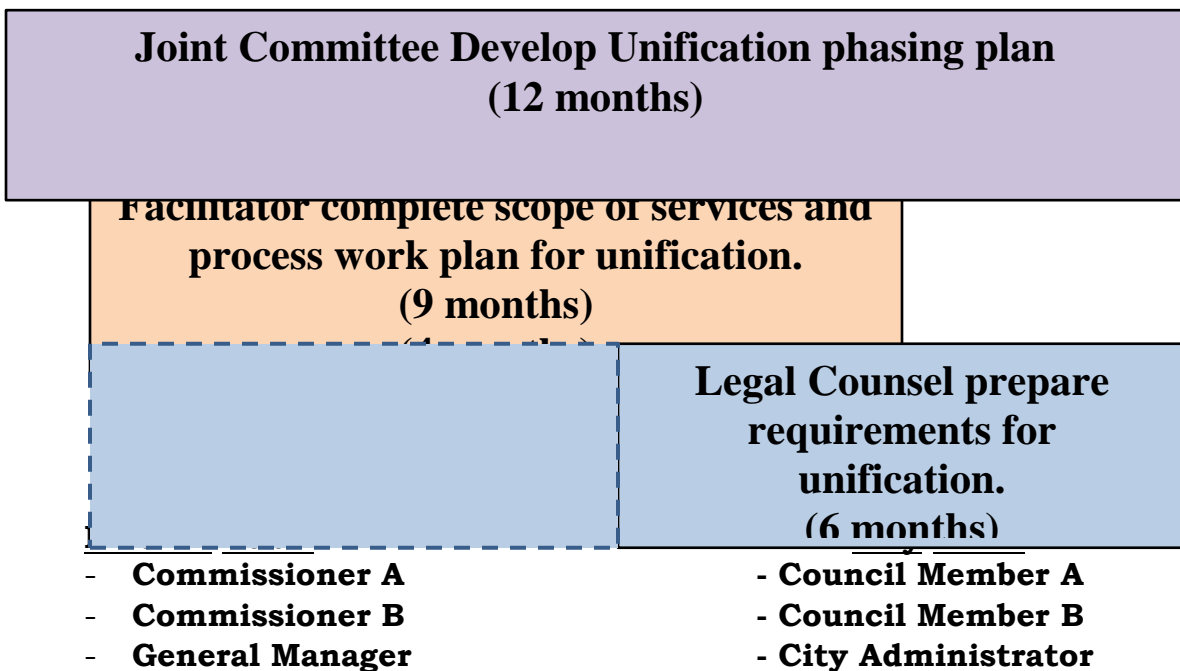 Joint Committee Develop Unification phasing plan
(12 months)
Facilitator complete scope of services and
process work plan for unification.
(9 months)
Legal Counsel prepare
requirements for
unification.
(6 months)
- Commissioner A
- Council Member A
- Commissioner B
- Council Member B
- General Manager
- City Administrator